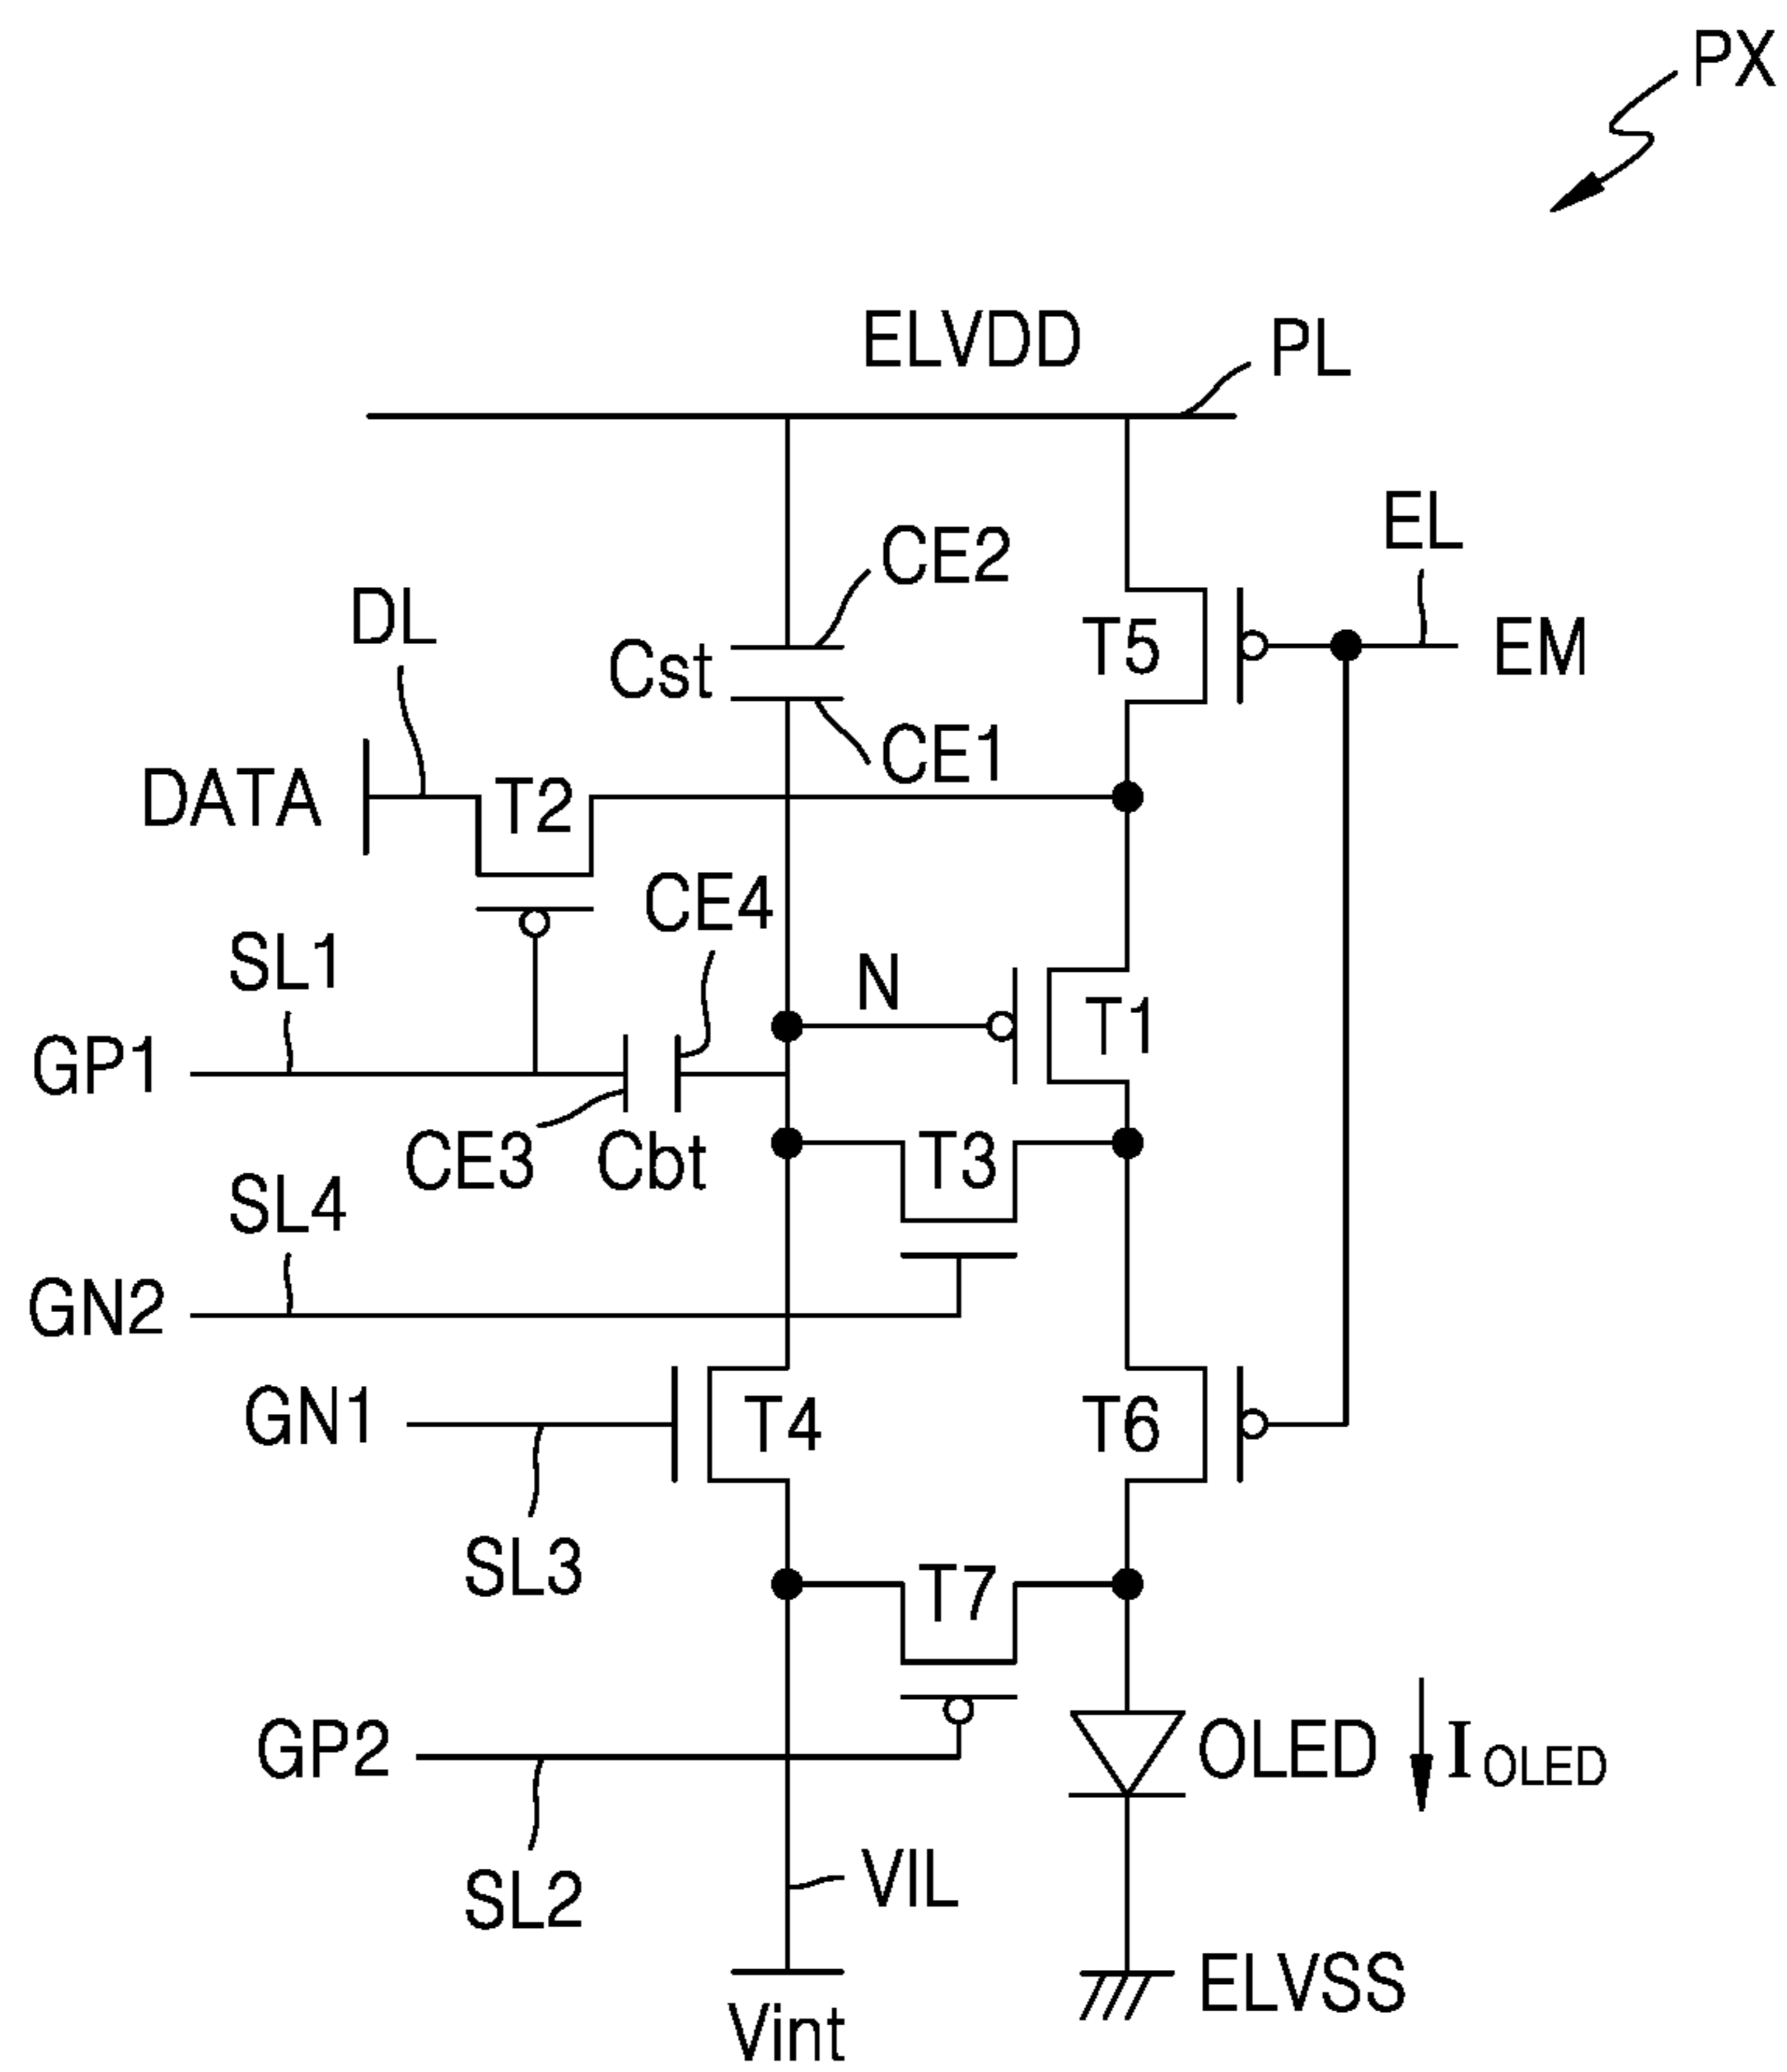 PX
ELVDD
PL
CE2
EL
DL
Cst
T5
EM
CE1
DATA
T2
CE4
SL1
N
T1
GP1
CE3
Cbt
T3
SL4
GN2
GN1
T4
T6
SL3
T7
GP2
OLED
I OLED
SL2
VIL
ELVSS
Vint